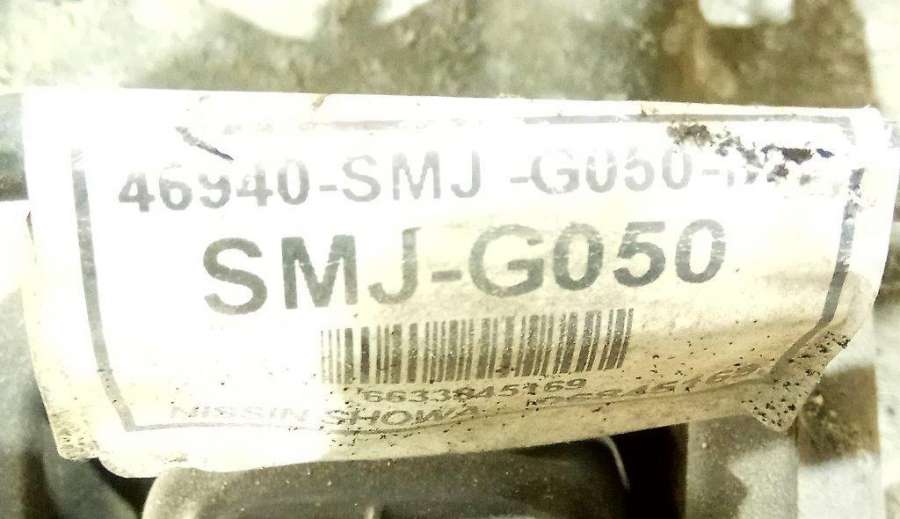 46940-SMJ -G050-
SMJ-G050
6633845169
NISSIN SHOWA